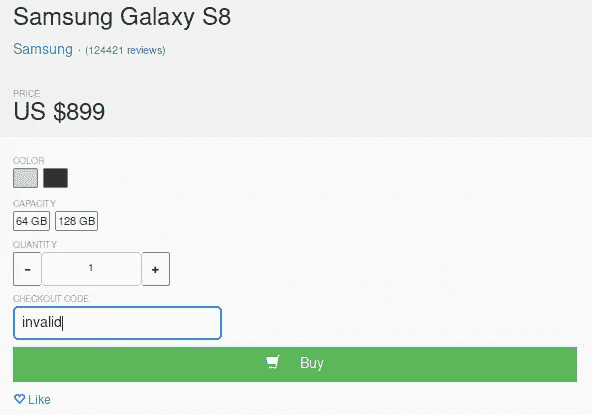 Samsung Galaxy S8
Samsung · (124421 reviews)
PRICE
US $899
COLOR
CAPACITY
64 GB 128 GB
QUANTITY
- 1 +
CHECKOUT CODE
invalid
Buy
Like